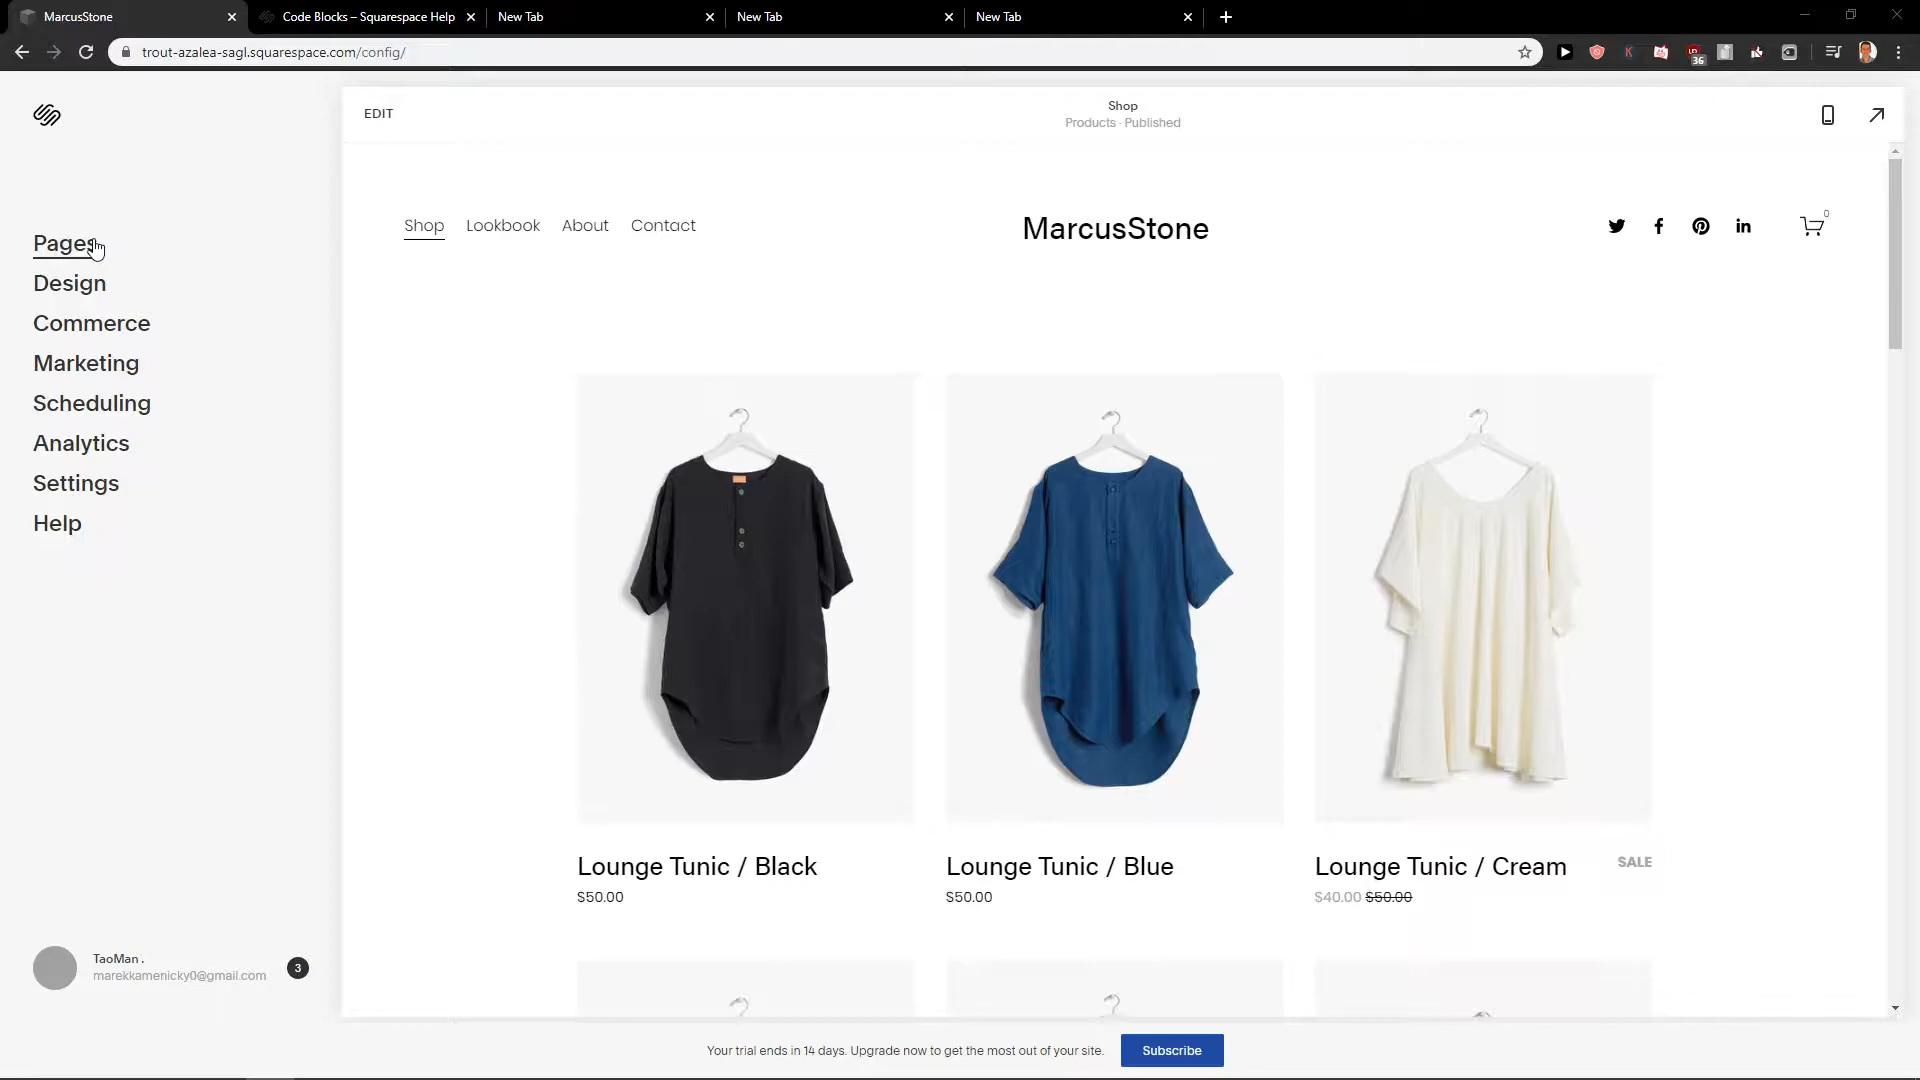 MarcusStone
Code Blocks – Squarespace Help
New Tab
New Tab
New Tab
trout-azalea-sagl.squarespace.com/config/
36
EDIT
Shop
Products · Published
Pages
Design
Commerce
Marketing
Scheduling
Analytics
Settings
Help
Shop
Lookbook
About
Contact
MarcusStone
0
Lounge Tunic / Black
$50.00
Lounge Tunic / Blue
$50.00
Lounge Tunic / Cream
SALE
$40.00 $50.00
TaoMan .
marekkamenicky0@gmail.com
3
Your trial ends in 14 days. Upgrade now to get the most out of your site.
Subscribe